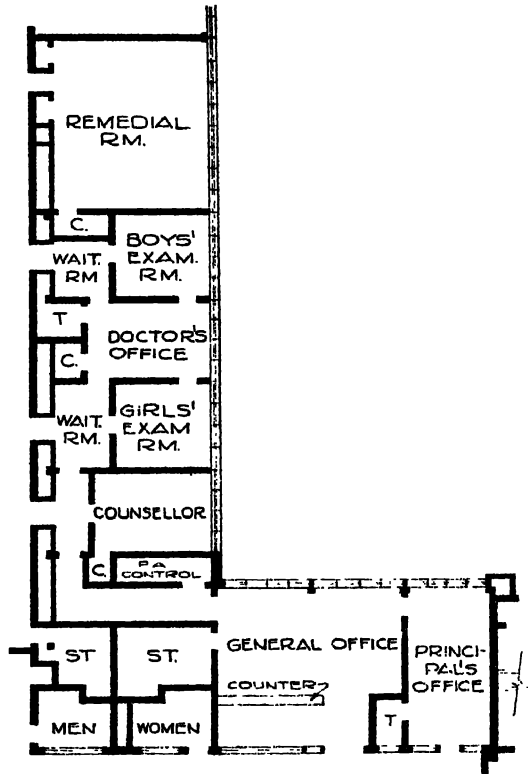 REMEDIAL
RM.
C.
BOYS'
EXAM.
RM.
WAIT.
RM
T
DOCTOR'S
OFFICE
C.
GIRLS'
EXAM
RM.
WAIT.
RM.
COUNSELLOR
C.
P.A.
CONTROL
ST
ST.
GENERAL OFFICE
PRINCI-
PAL'S
OFFICE
COUNTER
T
MEN
WOMEN